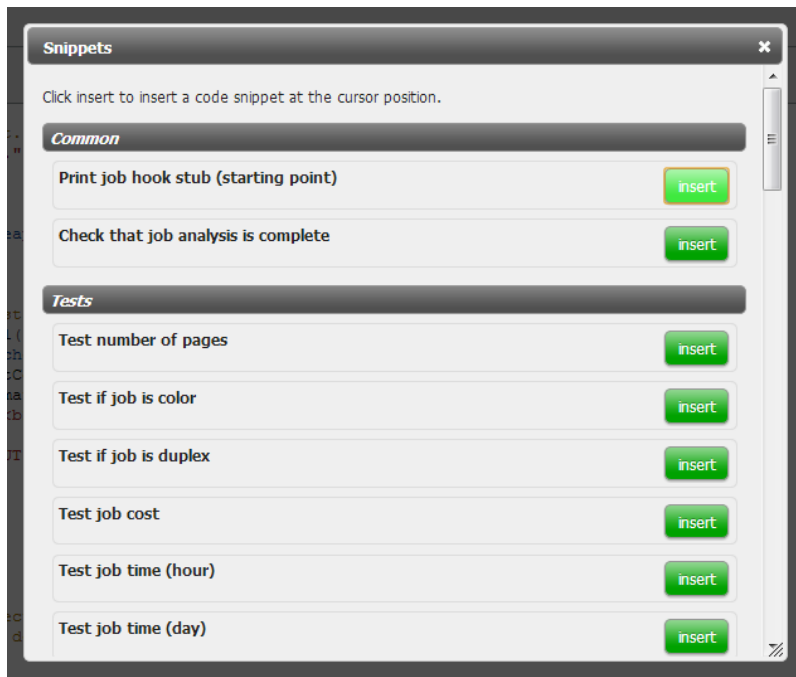 Snippets
Click insert to insert a code snippet at the cursor position.
Common
Print job hook stub (starting point) insert
Check that job analysis is complete insert
Tests
Test number of pages insert
Test if job is color insert
Test if job is duplex insert
Test job cost insert
Test job time (hour) insert
Test job time (day) insert